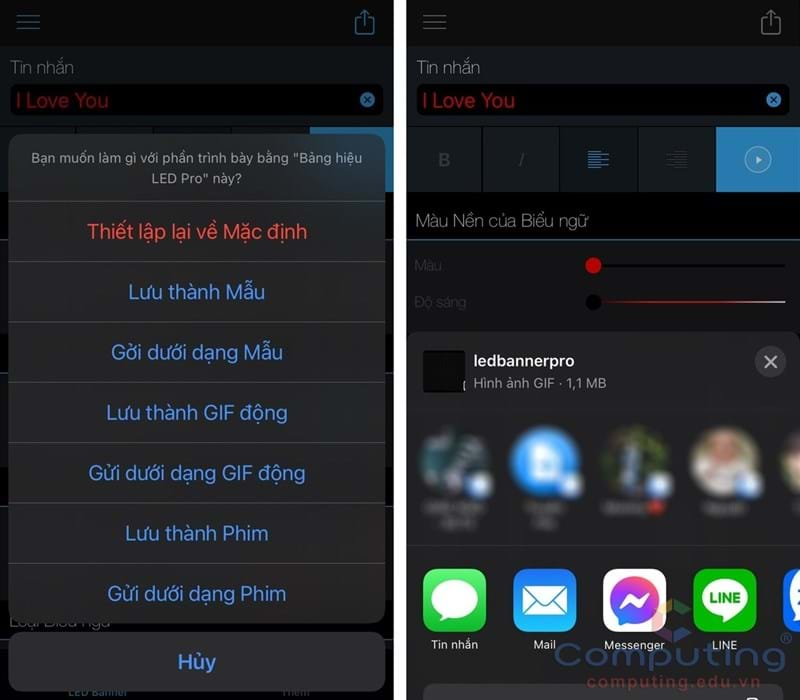 Tin nhắn
I Love You
Bạn muốn làm gì với phần trình bày bằng "Bảng hiệu
LED Pro" này?
Thiết lập lại về Mặc định
Lưu thành Mẫu
Gởi dưới dạng Mẫu
Lưu thành GIF động
Gửi dưới dạng GIF động
Lưu thành Phim
Gửi dưới dạng Phim
Loại Biểu ngữ
Hủy
LED Banner
Thêm
Tin nhắn
I Love You
B
I
Màu Nền của Biểu ngữ
Màu
Độ sáng
ledbannerpro
Hình ảnh GIF · 1,1 MB
LINE
Tin nhắn
Mail
Messenger
LINE
Computing®
computing.edu.vn